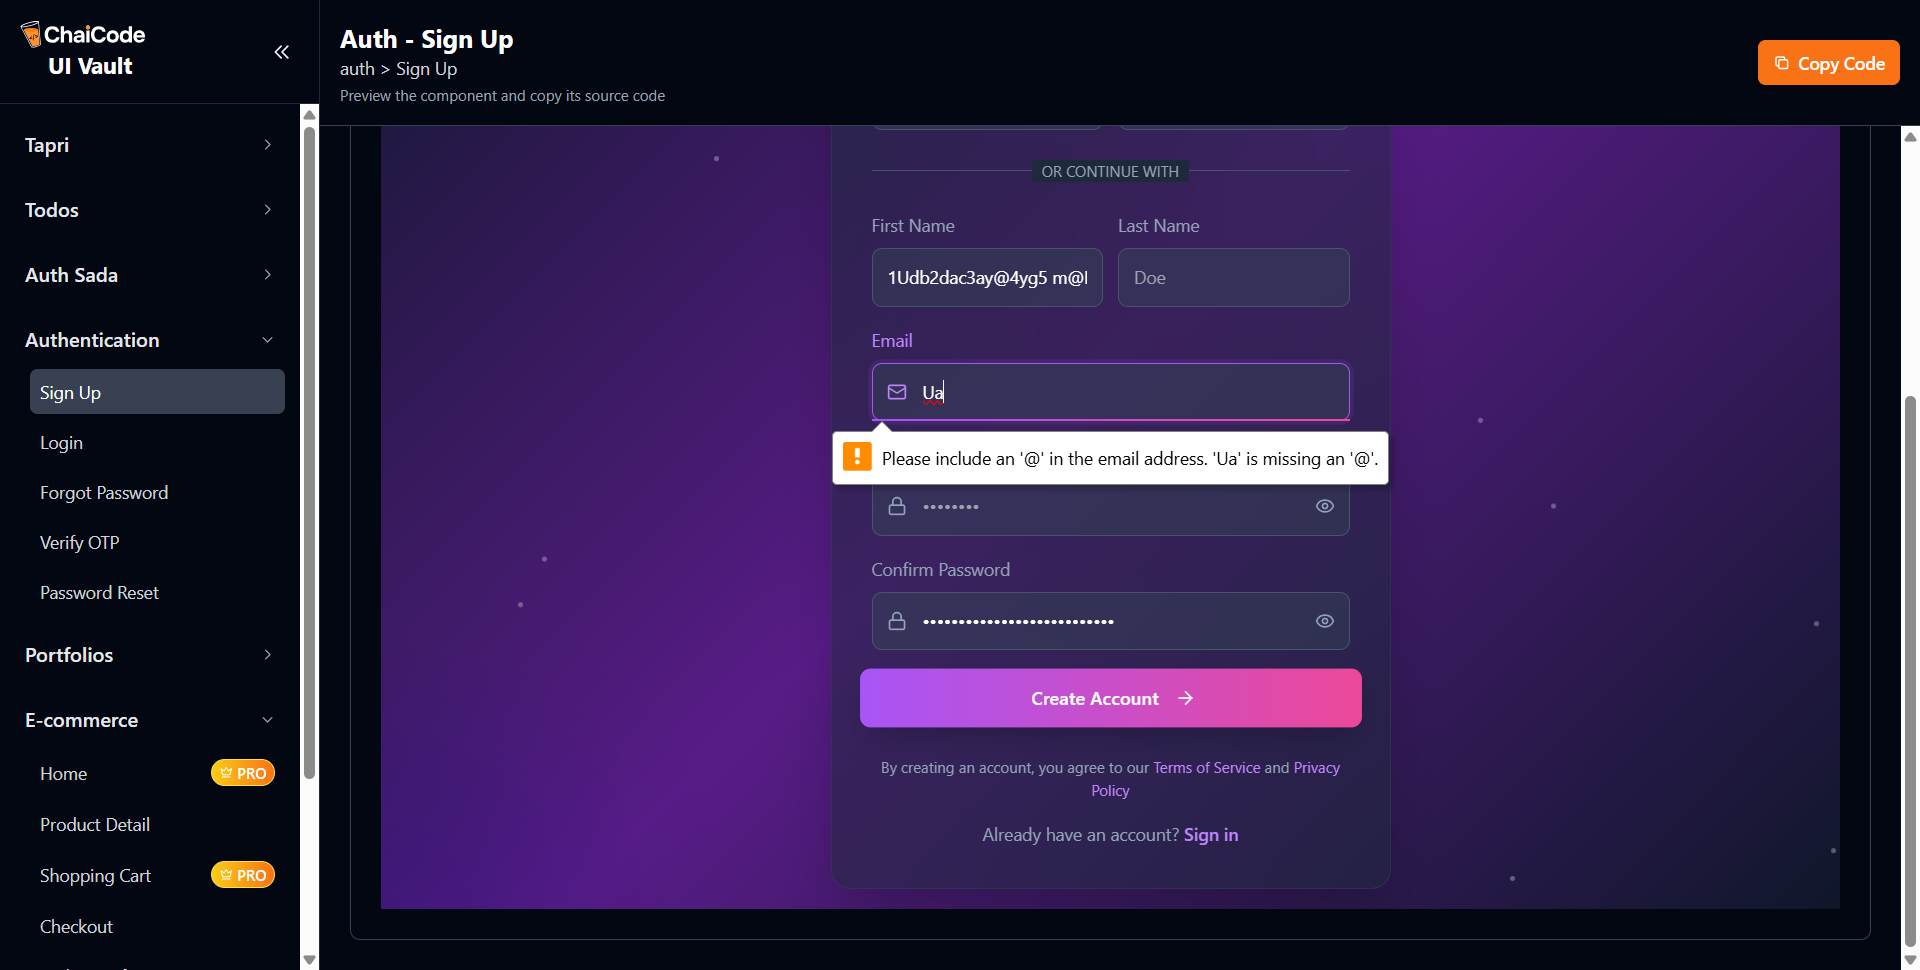 ChaiCode
UI Vault
Tapri
Todos
Auth Sada
Authentication
Sign Up
Login
Forgot Password
Verify OTP
Password Reset
Portfolios
E-commerce
Home
PRO
Product Detail
Shopping Cart
PRO
Checkout
Auth - Sign Up
auth > Sign Up
Preview the component and copy its source code
Copy Code
OR CONTINUE WITH
First Name
Last Name
1Udb2dac3ay@4yg5 m@
Doe
Email
Ua
Please include an '@' in the email address. 'Ua' is missing an '@'.
••••••••
Confirm Password
•••••••••••••••••••••••••••
Create Account
By creating an account, you agree to our Terms of Service and Privacy
Policy
Already have an account? Sign in